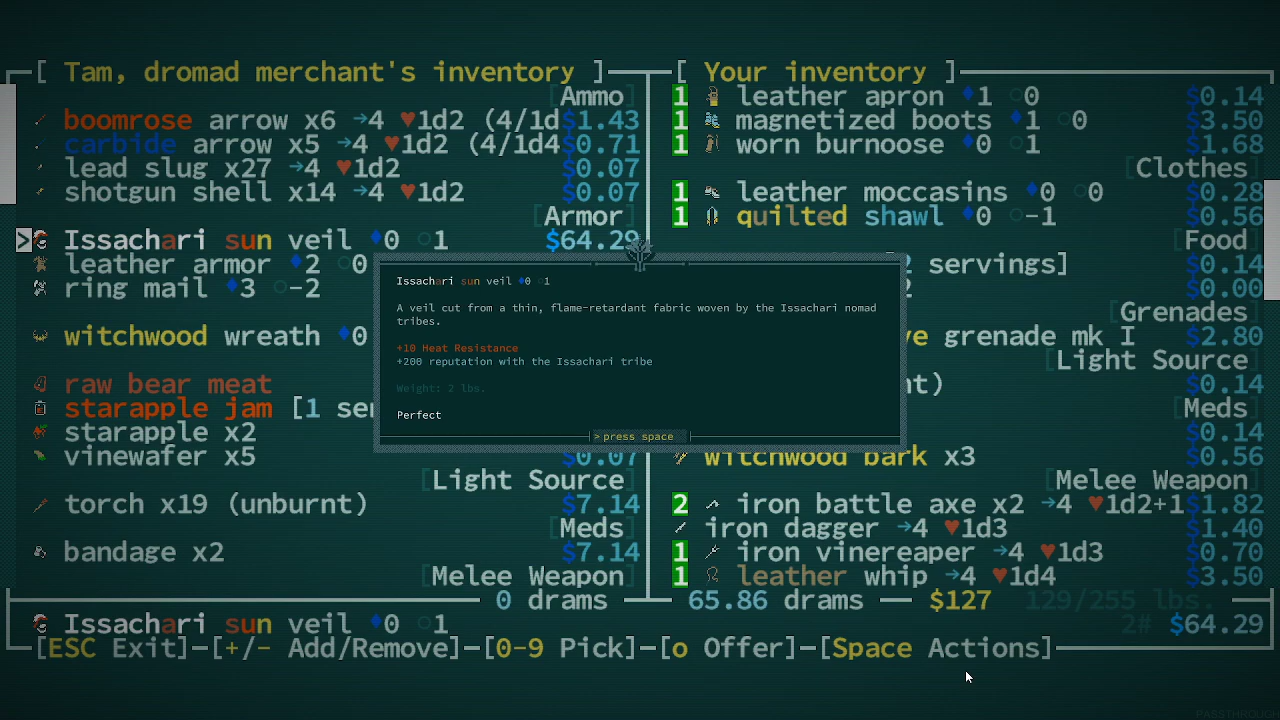 [ Tam, dromad merchant's inventory ]
[Ammo]
boomrose arrow x6 →4 ♥1d2 (4/1d $1.43
carbide arrow x5 →4 ♥1d2 (4/1d4 $0.71
lead slug x27 →4 ♥1d2 $0.07
shotgun shell x14 →4 ♥1d2 $0.07
[Armor]
> Issachari sun veil ♦0 ○1 $64.29
leather armor ♦2 ○0
ring mail ♦3 ○-2
witchwood wreath ♦0
raw bear meat
starapple jam [1 ser
starapple x2
vinewafer x5 $0.07
[Light Source]
torch x19 (unburnt) $7.14
[Meds]
bandage x2 $7.14
[Melee Weapon]
0 drams
[ Your inventory ]
1 leather apron ♦1 ○0 $0.14
1 magnetized boots ♦1 ○0 $3.50
1 worn burnoose ♦0 ○1 $1.68
[Clothes]
1 leather moccasins ♦0 ○0 $0.28
1 quilted shawl ♦0 ○-1 $0.56
[Food]
2 servings] $0.14
$0.00
[Grenades]
ve grenade mk I $2.80
[Light Source]
nt) $0.14
[Meds]
$0.14
witchwood bark x3 $0.56
[Melee Weapon]
2 iron battle axe x2 →4 ♥1d2+1 $1.82
iron dagger →4 ♥1d3 $1.40
1 iron vinereaper →4 ♥1d3 $0.70
1 leather whip →4 ♥1d4 $3.50
65.86 drams $127 129/255 lbs.
Issachari sun veil ♦0 ○1
A veil cut from a thin, flame-retardant fabric woven by the Issachari nomad
tribes.
+10 Heat Resistance
+200 reputation with the Issachari tribe
Weight: 2 lbs.
Perfect
> press space
Issachari sun veil ♦0 ○1 2# $64.29
[ESC Exit]–[+/- Add/Remove]–[0-9 Pick]–[o Offer]–[Space Actions]